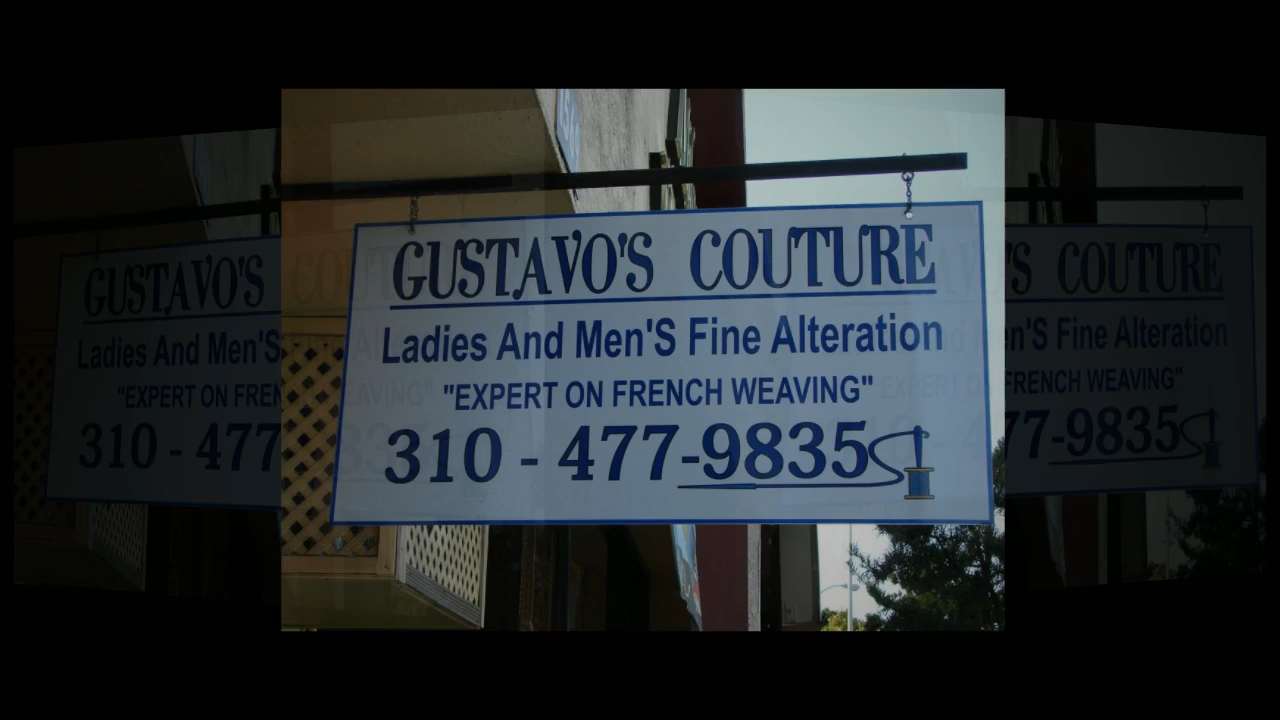 GUSTAVO'S COUTURE
Ladies And Men'S Fine Alteration
"EXPERT ON FRENCH WEAVING"
310 - 477-9835